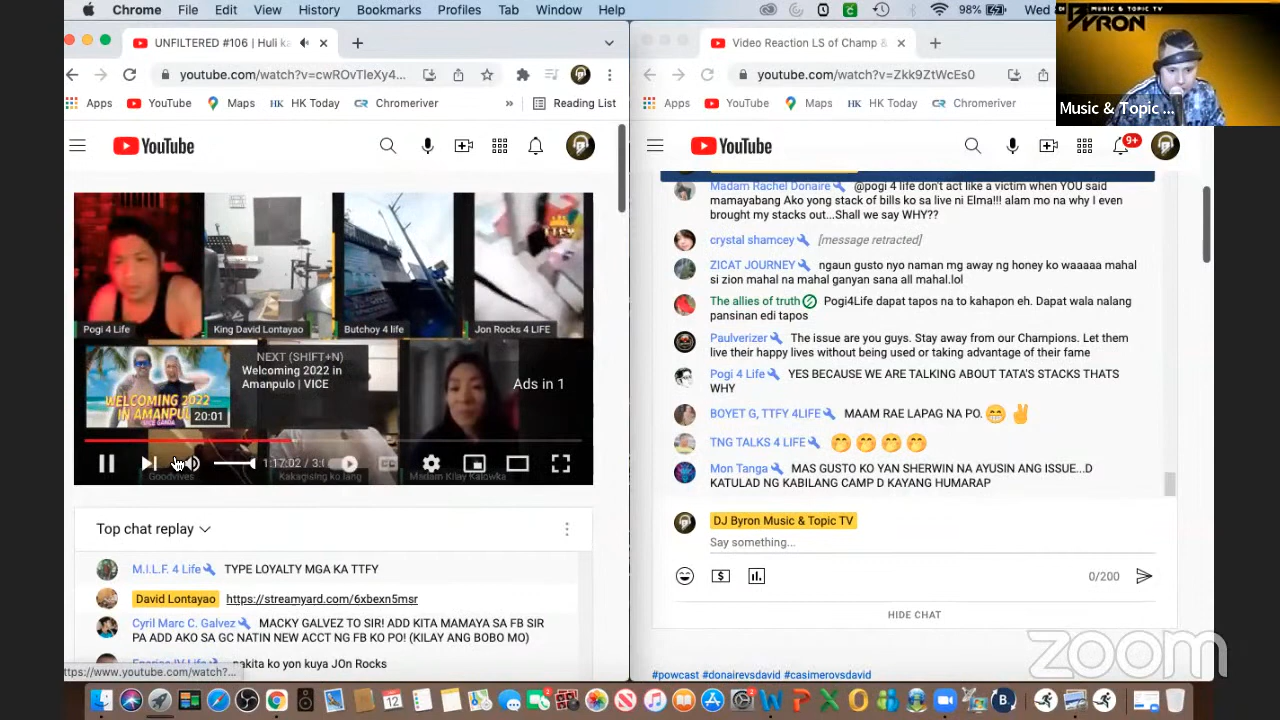 Chrome File Edit View History Bookmarks Profiles Tab Window Help
98% Wed
MUSIC & TOPIC TV
BYRON
Music & Topic ...
UNFILTERED #106 | Huli ka
Video Reaction LS of Champ &
youtube.com/watch?v=cwROvTleXy4...
youtube.com/watch?v=Zkk9ZtWcEs0
Apps YouTube Maps HK Today Chromeriver » Reading List
Apps YouTube Maps HK Today Chromeriver
YouTube
YouTube
9+
Pogi 4 Life
King David Lontayao
Butchoy 4 life
Jon Rocks 4 LIFE
NEXT (SHIFT+N)
Welcoming 2022 in
Amanpulo | VICE
WELCOMING 2022
IN AMANPUL
20:01
Ads in 1
1:17:02 / 3:0
Goodvives
Kakagising ko lang
Madam Kilay Kalowka
Top chat replay
M.I.L.F. 4 Life TYPE LOYALTY MGA KA TTFY
David Lontayao https://streamyard.com/6xbexn5msr
Cyril Marc C. Galvez MACKY GALVEZ TO SIR! ADD KITA MAMAYA SA FB SIR
PA ADD AKO SA GC NATIN NEW ACCT NG FB KO PO! (KILAY ANG BOBO MO)
nakita ko yon kuya JOn Rocks
ttps://www.youtube.com/watch?...
Madam Rachel Donaire @pogi 4 life don't act like a victim when YOU said
mamayabang Ako yong stack of bills ko sa live ni Elma!!! alam mo na why I even
brought my stacks out...Shall we say WHY??
crystal shamcey [message retracted]
ZICAT JOURNEY ngaun gusto nyo naman mg away ng honey ko waaaaa mahal
si zion mahal na mahal ganyan sana all mahal.lol
The allies of truth Pogi4Life dapat tapos na to kahapon eh. Dapat wala nalang
pansinan edi tapos
Paulverizer The issue are you guys. Stay away from our Champions. Let them
live their happy lives without being used or taking advantage of their fame
Pogi 4 Life YES BECAUSE WE ARE TALKING ABOUT TATA'S STACKS THATS
WHY
BOYET G, TTFY 4LIFE MAAM RAE LAPAG NA PO. 😁✌
TNG TALKS 4 LIFE 🤭🤭🤭🤭
Mon Tanga MAS GUSTO KO YAN SHERWIN NA AYUSIN ANG ISSUE...D
KATULAD NG KABILANG CAMP D KAYANG HUMARAP
DJ Byron Music & Topic TV
Say something...
0/200
HIDE CHAT
zoom
#powcast #donairevsdavid #casimerovsdavid